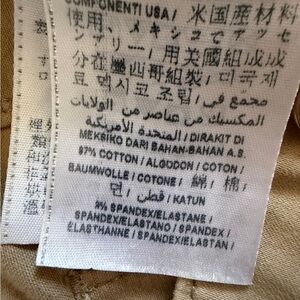 COMPONENTI USA / 米国産材料
使用、メキシコでアッセ
ンブリー / 用美國組成成
分在墨西哥組裝 / 미국재
료 멕시코 조립 / مجمع في
المكسيك من عناصر من الولايات
المتحدة الأمريكية / DIRAKIT DI
MEKSIKO DARI BAHAN-BAHAN A.S.
97% COTTON / ALGODON / COTON /
BAUMWOLLE / COTONE / 綿 / 棉 /
면 / قطن / KATUN
3% SPANDEX/ELASTANE /
SPANDEX/ELASTANO / SPANDEX /
ÉLASTHANNE / SPANDEX/ELASTAN /